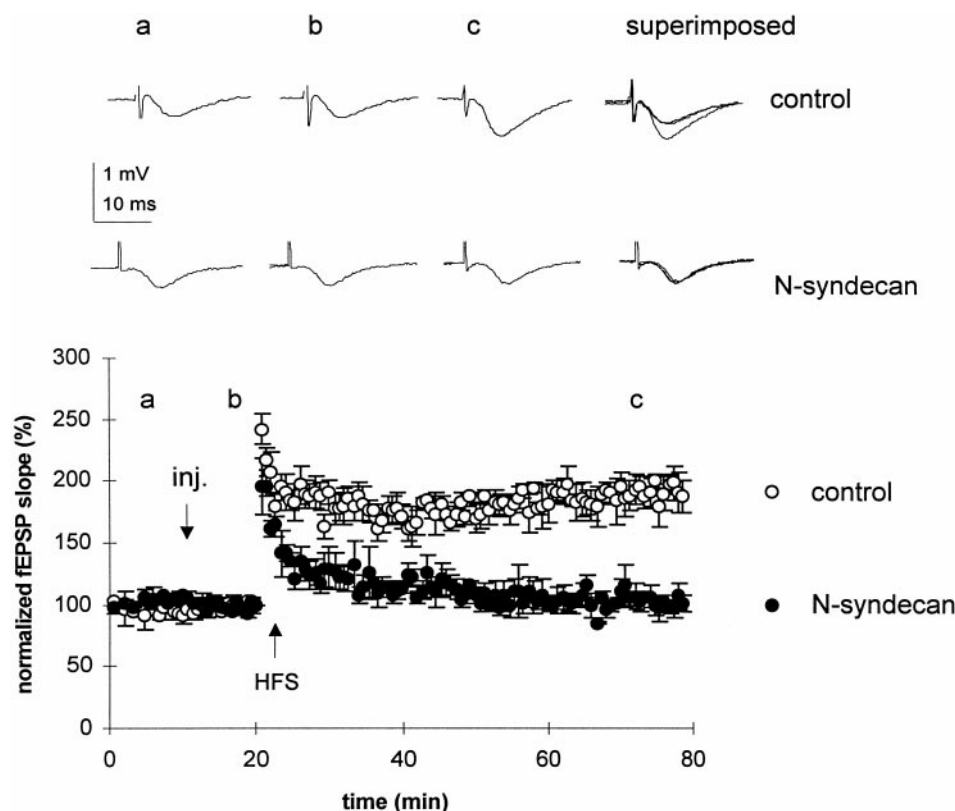 a b c superimposed
control
1 mV
10 ms
N-syndecan
300
250
200
150
100
50
0
normalized fEPSP slope (%)
a b c
inj.
HFS
control
N-syndecan
0 20 40 60 80
time (min)